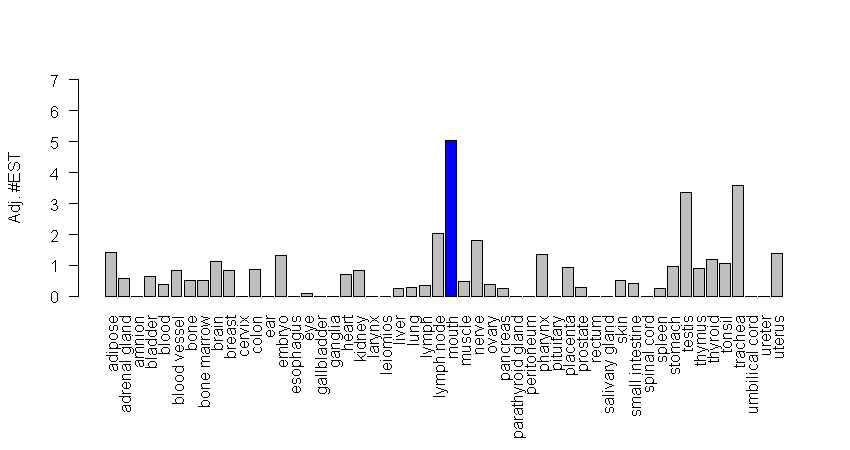 Adj. #EST
7
6
5
4
3
2
1
0
adipose
adrenal gland
amnion
bladder
blood
blood vessel
bone
bone marrow
brain
breast
cervix
colon
ear
embryo
esophagus
eye
gallbladder
ganglia
heart
kidney
larynx
leiomios
liver
lung
lymph
lymph node
mouth
muscle
nerve
ovary
pancreas
parathyroid gland
peritoneum
pharynx
pituitary
placenta
prostate
rectum
salivary gland
skin
small intestine
spinal cord
spleen
stomach
testis
thymus
thyroid
tonsil
trachea
umbilical cord
ureter
uterus